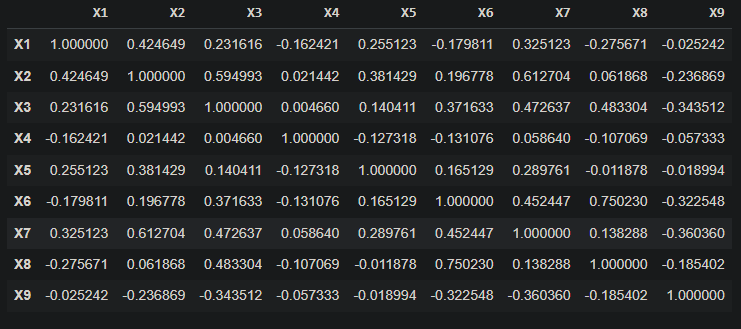 X1 X2 X3 X4 X5 X6 X7 X8 X9
X1 1.000000 0.424649 0.231616 -0.162421 0.255123 -0.179811 0.325123 -0.275671 -0.025242
X2 0.424649 1.000000 0.594993 0.021442 0.381429 0.196778 0.612704 0.061868 -0.236869
X3 0.231616 0.594993 1.000000 0.004660 0.140411 0.371633 0.472637 0.483304 -0.343512
X4 -0.162421 0.021442 0.004660 1.000000 -0.127318 -0.131076 0.058640 -0.107069 -0.057333
X5 0.255123 0.381429 0.140411 -0.127318 1.000000 0.165129 0.289761 -0.011878 -0.018994
X6 -0.179811 0.196778 0.371633 -0.131076 0.165129 1.000000 0.452447 0.750230 -0.322548
X7 0.325123 0.612704 0.472637 0.058640 0.289761 0.452447 1.000000 0.138288 -0.360360
X8 -0.275671 0.061868 0.483304 -0.107069 -0.011878 0.750230 0.138288 1.000000 -0.185402
X9 -0.025242 -0.236869 -0.343512 -0.057333 -0.018994 -0.322548 -0.360360 -0.185402 1.000000